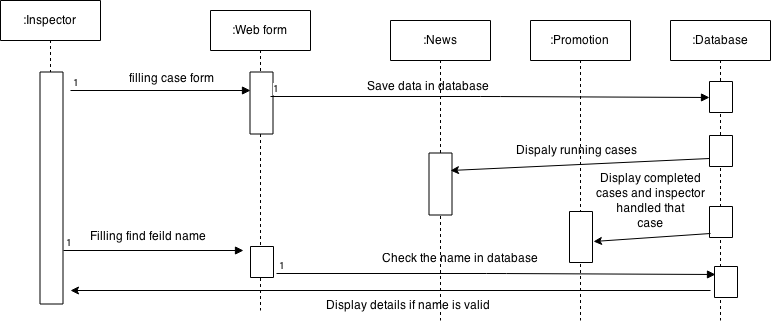 :Inspector
:Web form
:News
:Promotion
:Database
1
filling case form
1
Save data in database
Dispaly running cases
Display completed
cases and inspector
handled that
case
1
Filling find feild name
1
Check the name in database
Display details if name is valid